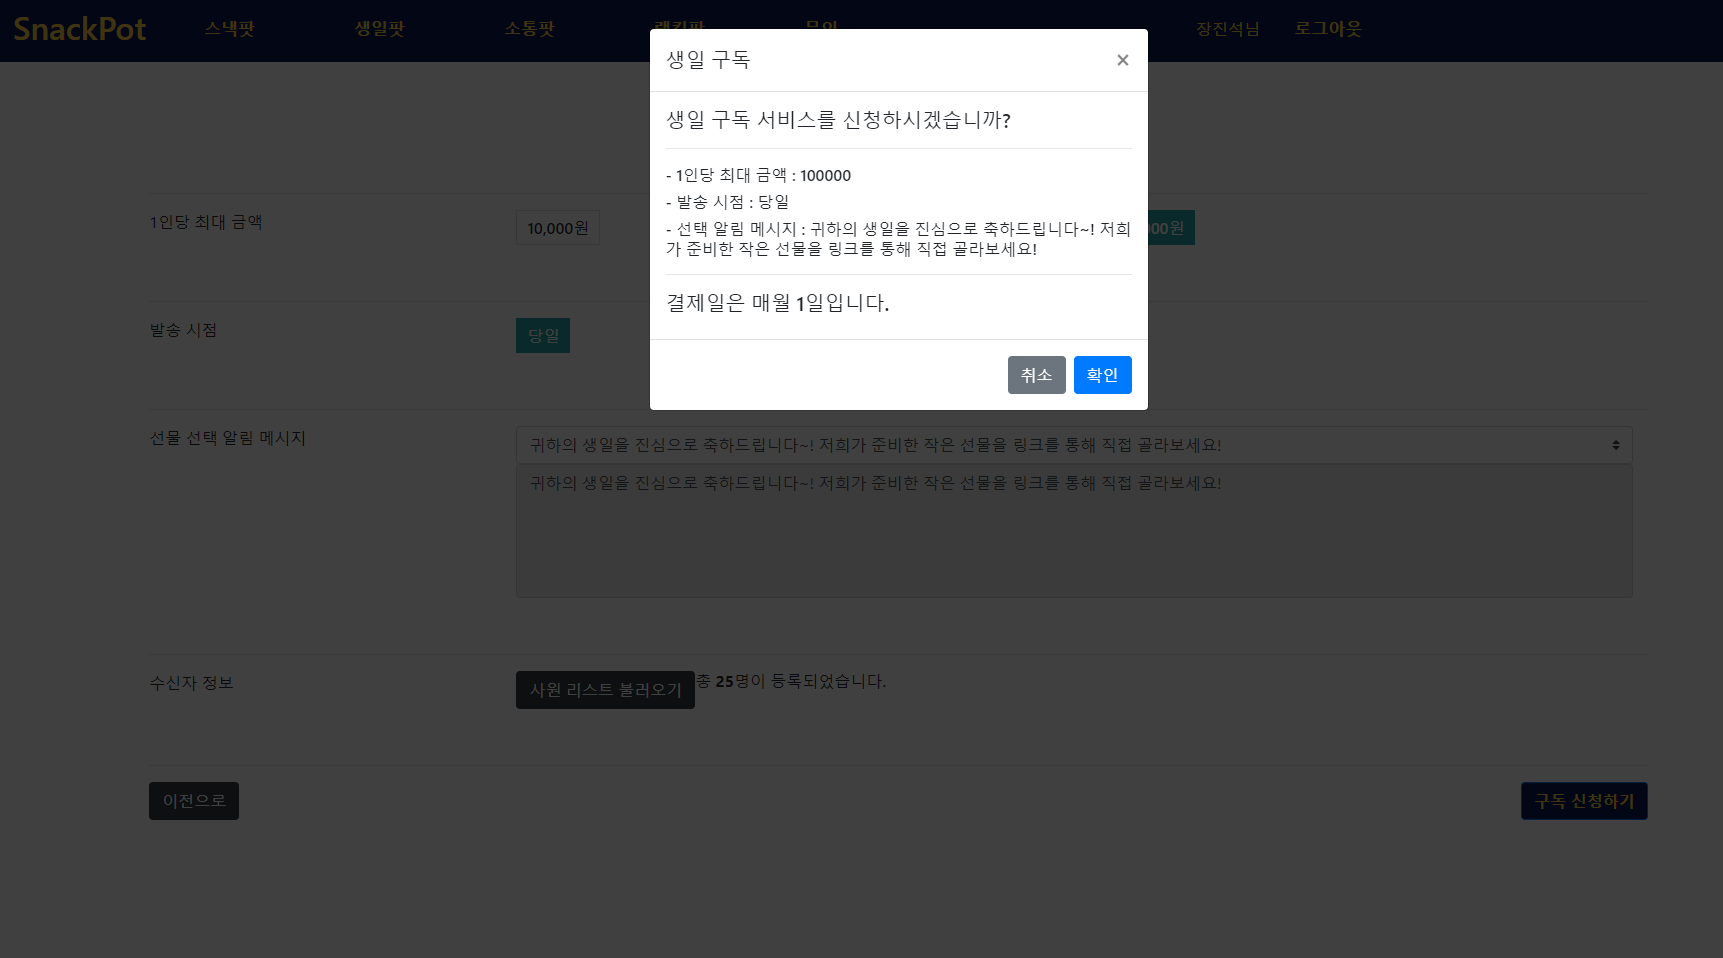 SnackPot 스낵팟 생일팟 소통팟 랭킹팟 문의 장진석님 로그아웃
생일 구독 ×
생일 구독 서비스를 신청하시겠습니까?
- 1인당 최대 금액 : 100000
- 발송 시점 : 당일
- 선택 알림 메시지 : 귀하의 생일을 진심으로 축하드립니다~! 저희
가 준비한 작은 선물을 링크를 통해 직접 골라보세요!
결제일은 매월 1일입니다.
취소 확인
1인당 최대 금액 10,000원
발송 시점 당일
선물 선택 알림 메시지 귀하의 생일을 진심으로 축하드립니다~! 저희가 준비한 작은 선물을 링크를 통해 직접 골라보세요!
귀하의 생일을 진심으로 축하드립니다~! 저희가 준비한 작은 선물을 링크를 통해 직접 골라보세요!
수신자 정보 사원 리스트 불러오기 총 25명이 등록되었습니다.
이전으로 구독 신청하기